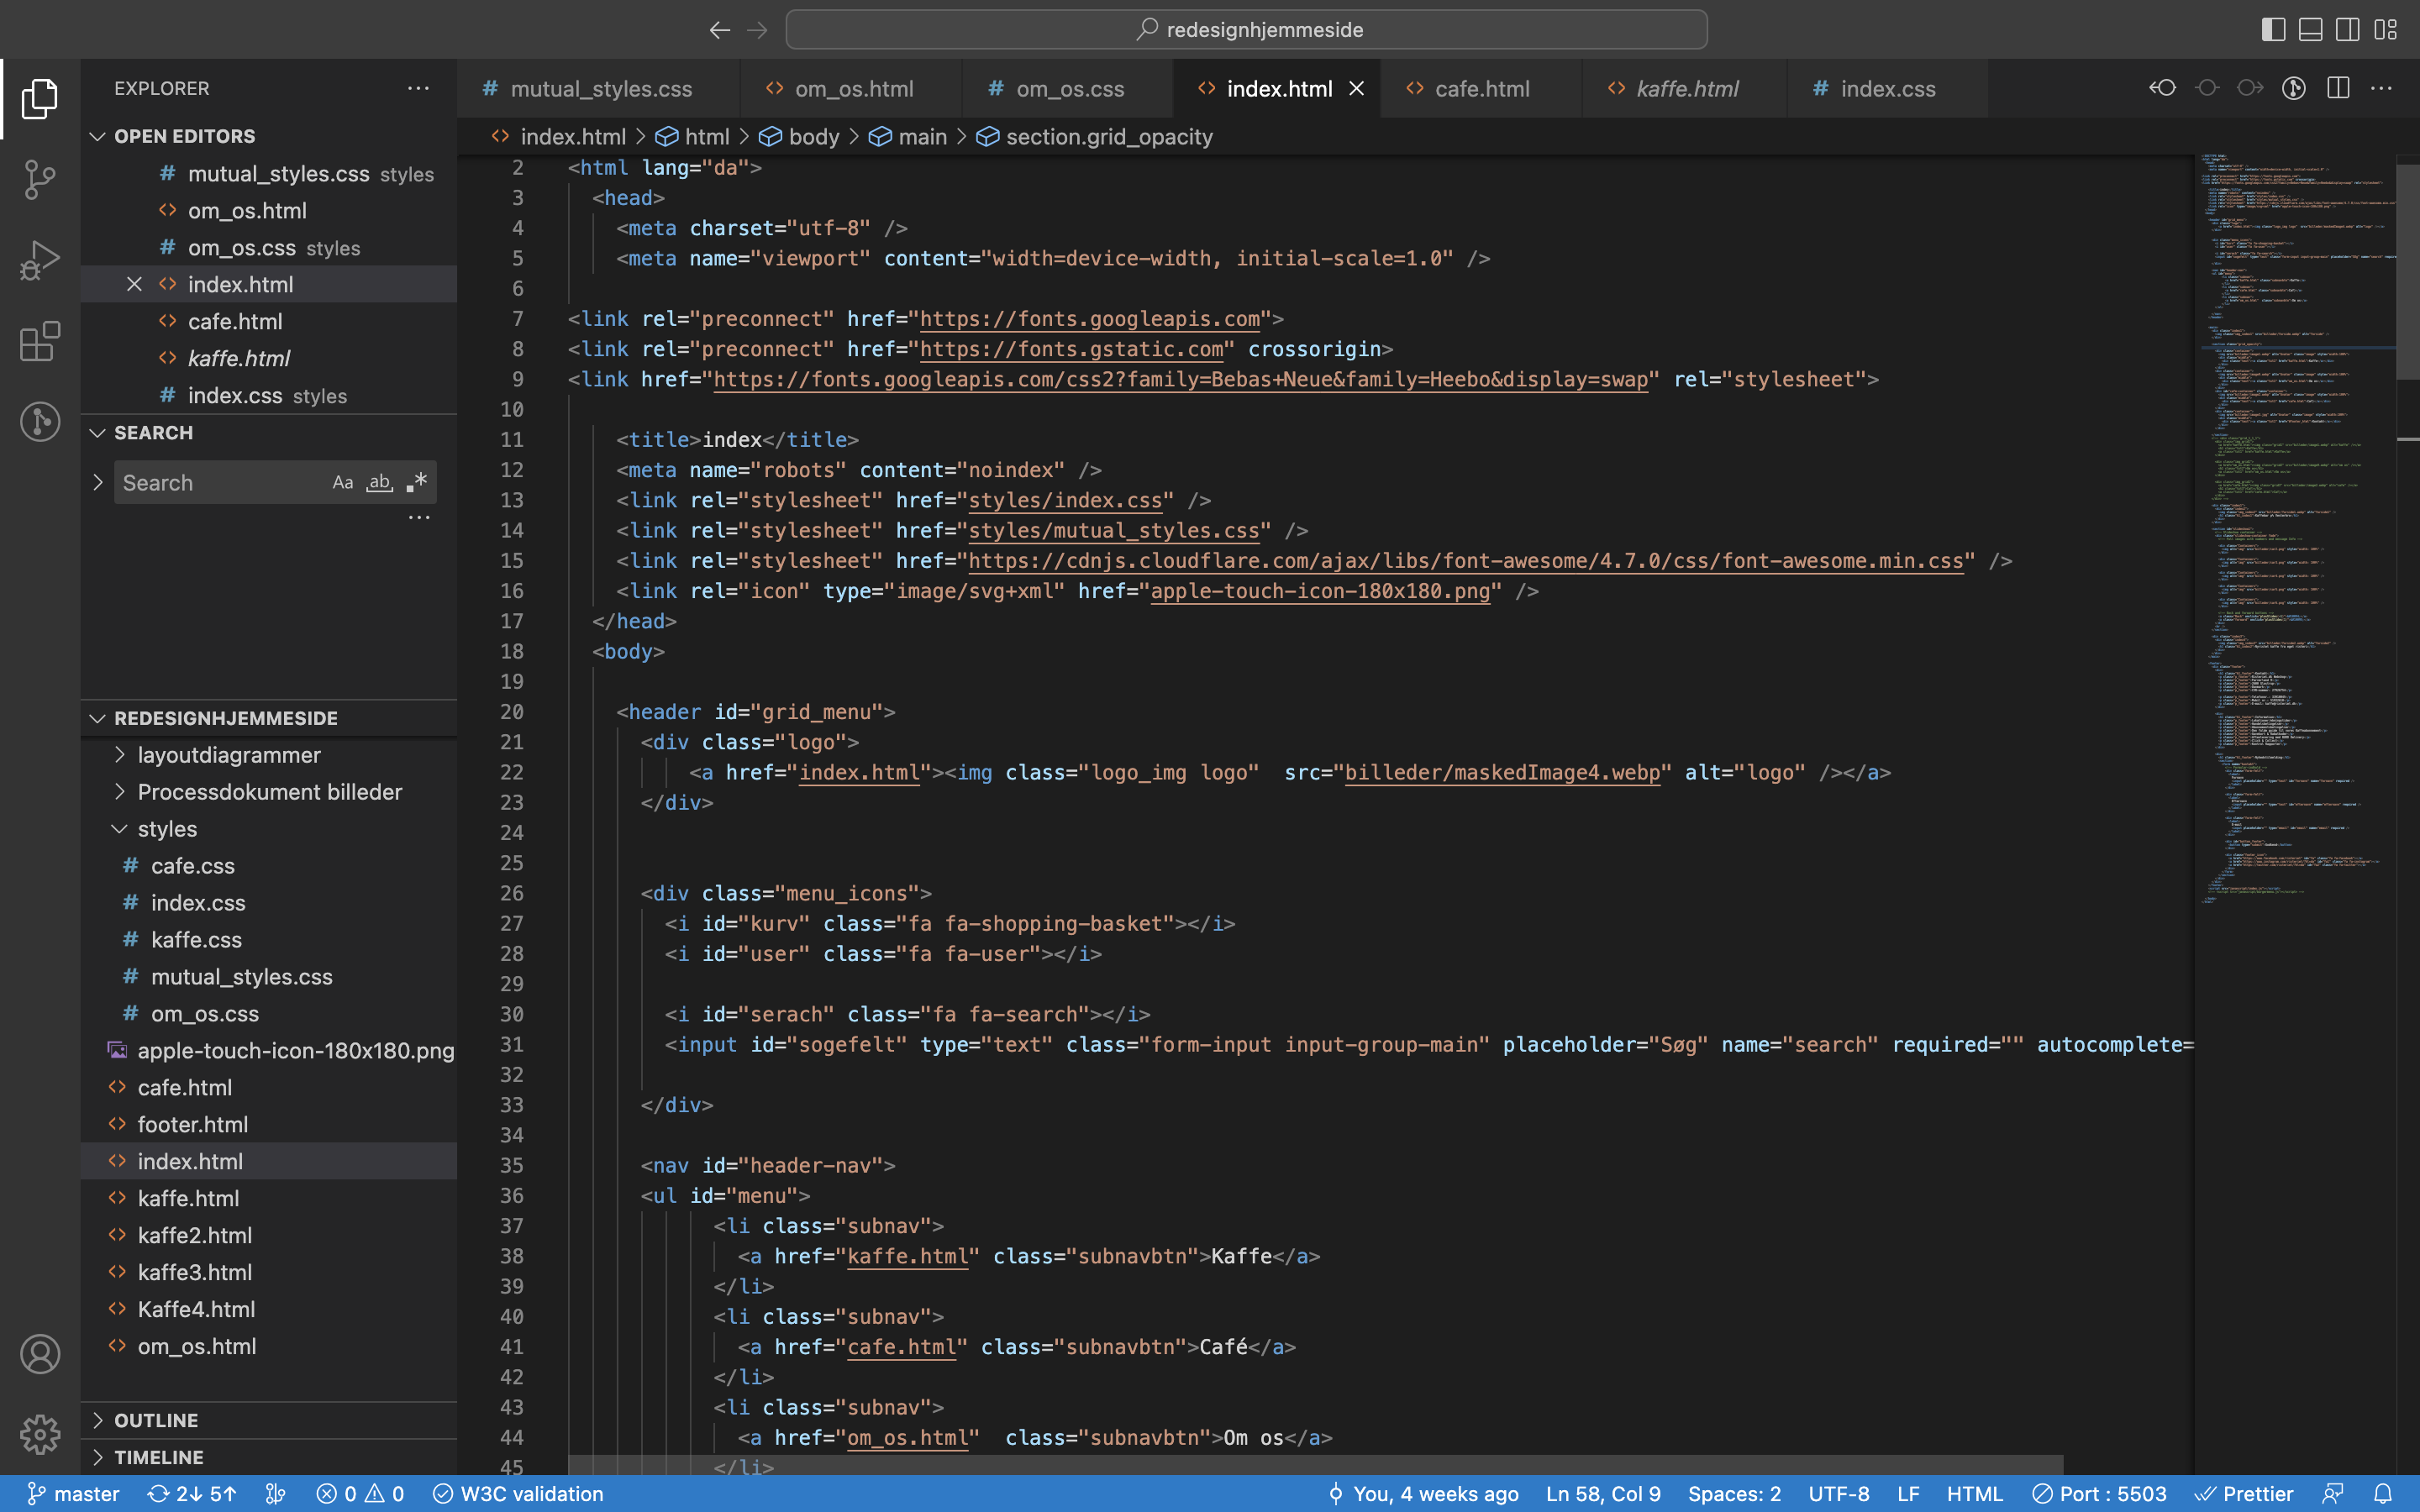 redesignhjemmeside
EXPLORER
OPEN EDITORS
mutual_styles.css styles
om_os.html
om_os.css styles
index.html
cafe.html
kaffe.html
index.css styles
SEARCH
Search
Aa ab .*
REDESIGNHJEMMESIDE
layoutdiagrammer
Processdokument billeder
styles
cafe.css
index.css
kaffe.css
mutual_styles.css
om_os.css
apple-touch-icon-180x180.png
cafe.html
footer.html
index.html
kaffe.html
kaffe2.html
kaffe3.html
Kaffe4.html
om_os.html
OUTLINE
TIMELINE
# mutual_styles.css <> om_os.html # om_os.css <> index.html <> cafe.html <> kaffe.html # index.css
<> index.html > html > body > main > section.grid_opacity
2 <html lang="da">
3 <head>
4 <meta charset="utf-8" />
5 <meta name="viewport" content="width=device-width, initial-scale=1.0" />
6
7 <link rel="preconnect" href="https://fonts.googleapis.com">
8 <link rel="preconnect" href="https://fonts.gstatic.com" crossorigin>
9 <link href="https://fonts.googleapis.com/css2?family=Bebas+Neue&family=Heebo&display=swap" rel="stylesheet">
10
11 <title>index</title>
12 <meta name="robots" content="noindex" />
13 <link rel="stylesheet" href="styles/index.css" />
14 <link rel="stylesheet" href="styles/mutual_styles.css" />
15 <link rel="stylesheet" href="https://cdnjs.cloudflare.com/ajax/libs/font-awesome/4.7.0/css/font-awesome.min.css" />
16 <link rel="icon" type="image/svg+xml" href="apple-touch-icon-180x180.png" />
17 </head>
18 <body>
19
20 <header id="grid_menu">
21 <div class="logo">
22 <a href="index.html"><img class="logo_img logo"  src="billeder/maskedImage4.webp" alt="logo" /></a>
23 </div>
24
25
26 <div class="menu_icons">
27 <i id="kurv" class="fa fa-shopping-basket"></i>
28 <i id="user" class="fa fa-user"></i>
29
30 <i id="serach" class="fa fa-search"></i>
31 <input id="sogefelt" type="text" class="form-input input-group-main" placeholder="Søg" name="search" required="" autocomplete=
32
33 </div>
34
35 <nav id="header-nav">
36 <ul id="menu">
37 <li class="subnav">
38 <a href="kaffe.html" class="subnavbtn">Kaffe</a>
39 </li>
40 <li class="subnav">
41 <a href="cafe.html" class="subnavbtn">Café</a>
42 </li>
43 <li class="subnav">
44 <a href="om_os.html"  class="subnavbtn">Om os</a>
45 </li>
master 2↓ 5↑ 0 0 W3C validation You, 4 weeks ago Ln 58, Col 9 Spaces: 2 UTF-8 LF HTML Port : 5503 Prettier